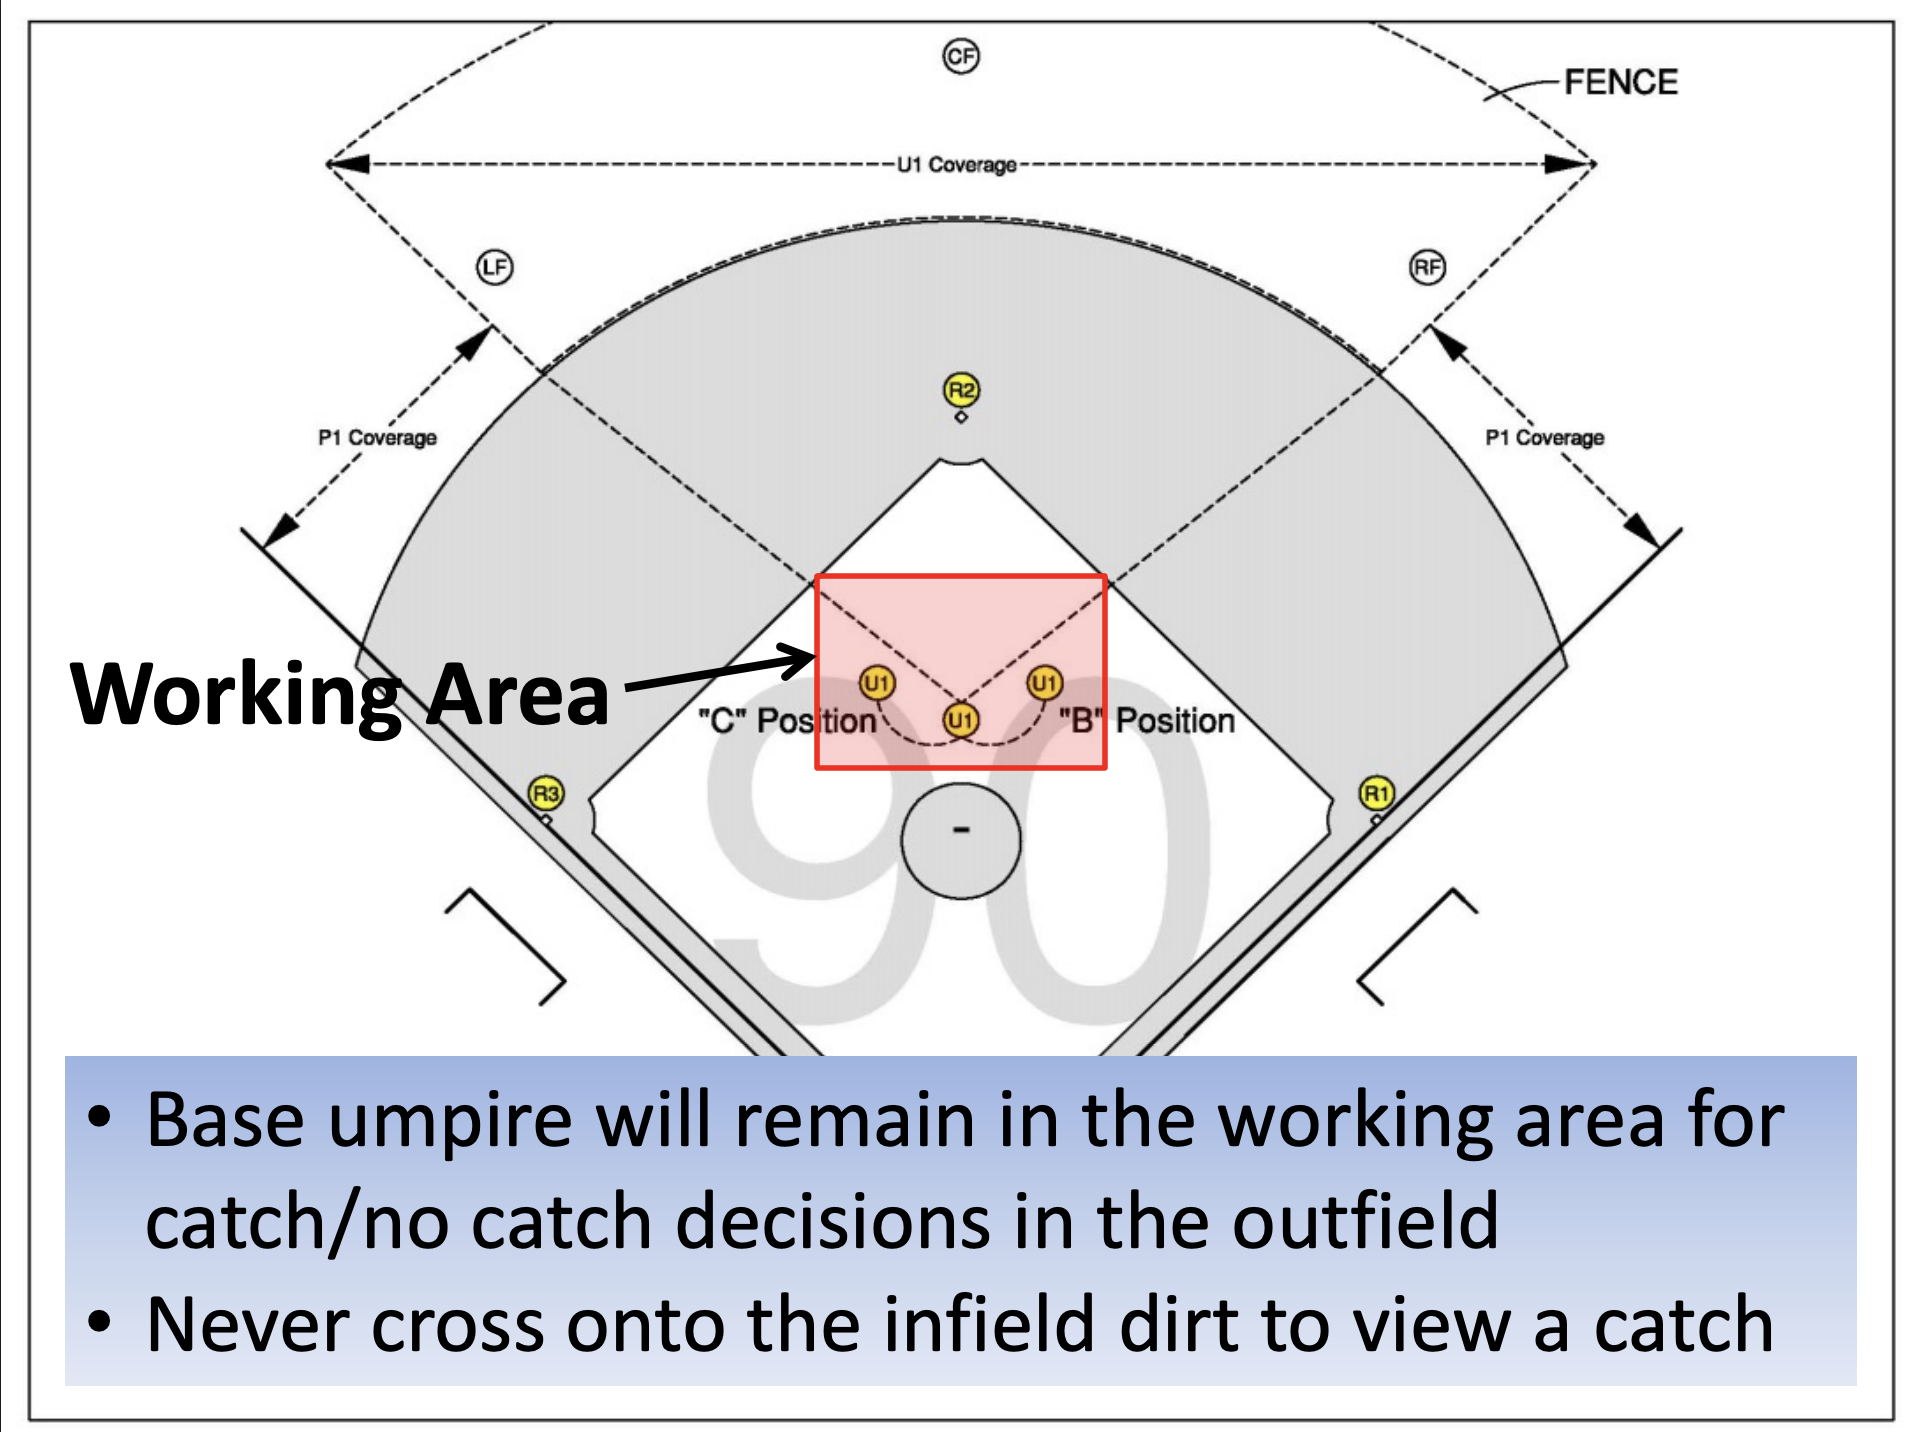 CF
FENCE
U1 Coverage
LF
RF
R2
P1 Coverage
P1 Coverage
Working Area
U1
U1
"C" Position
U1
"B" Position
R3
R1
90
• Base umpire will remain in the working area for
catch/no catch decisions in the outfield
• Never cross onto the infield dirt to view a catch